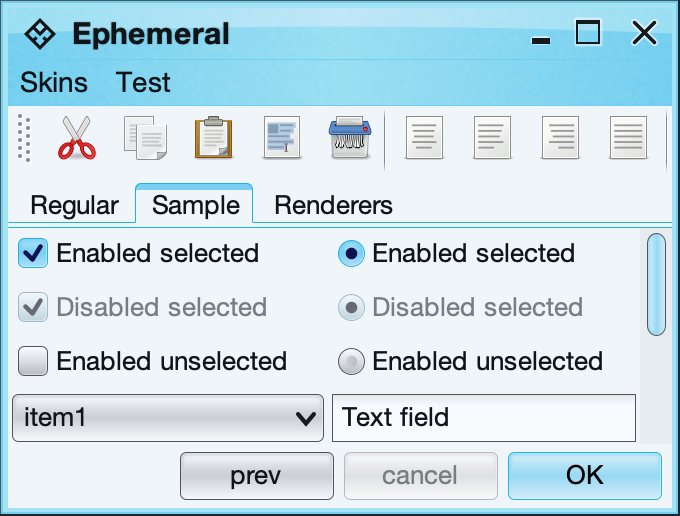 Ephemeral
Skins Test
Regular Sample Renderers
Enabled selected Enabled selected
Disabled selected Disabled selected
Enabled unselected Enabled unselected
item1 Text field
prev cancel OK